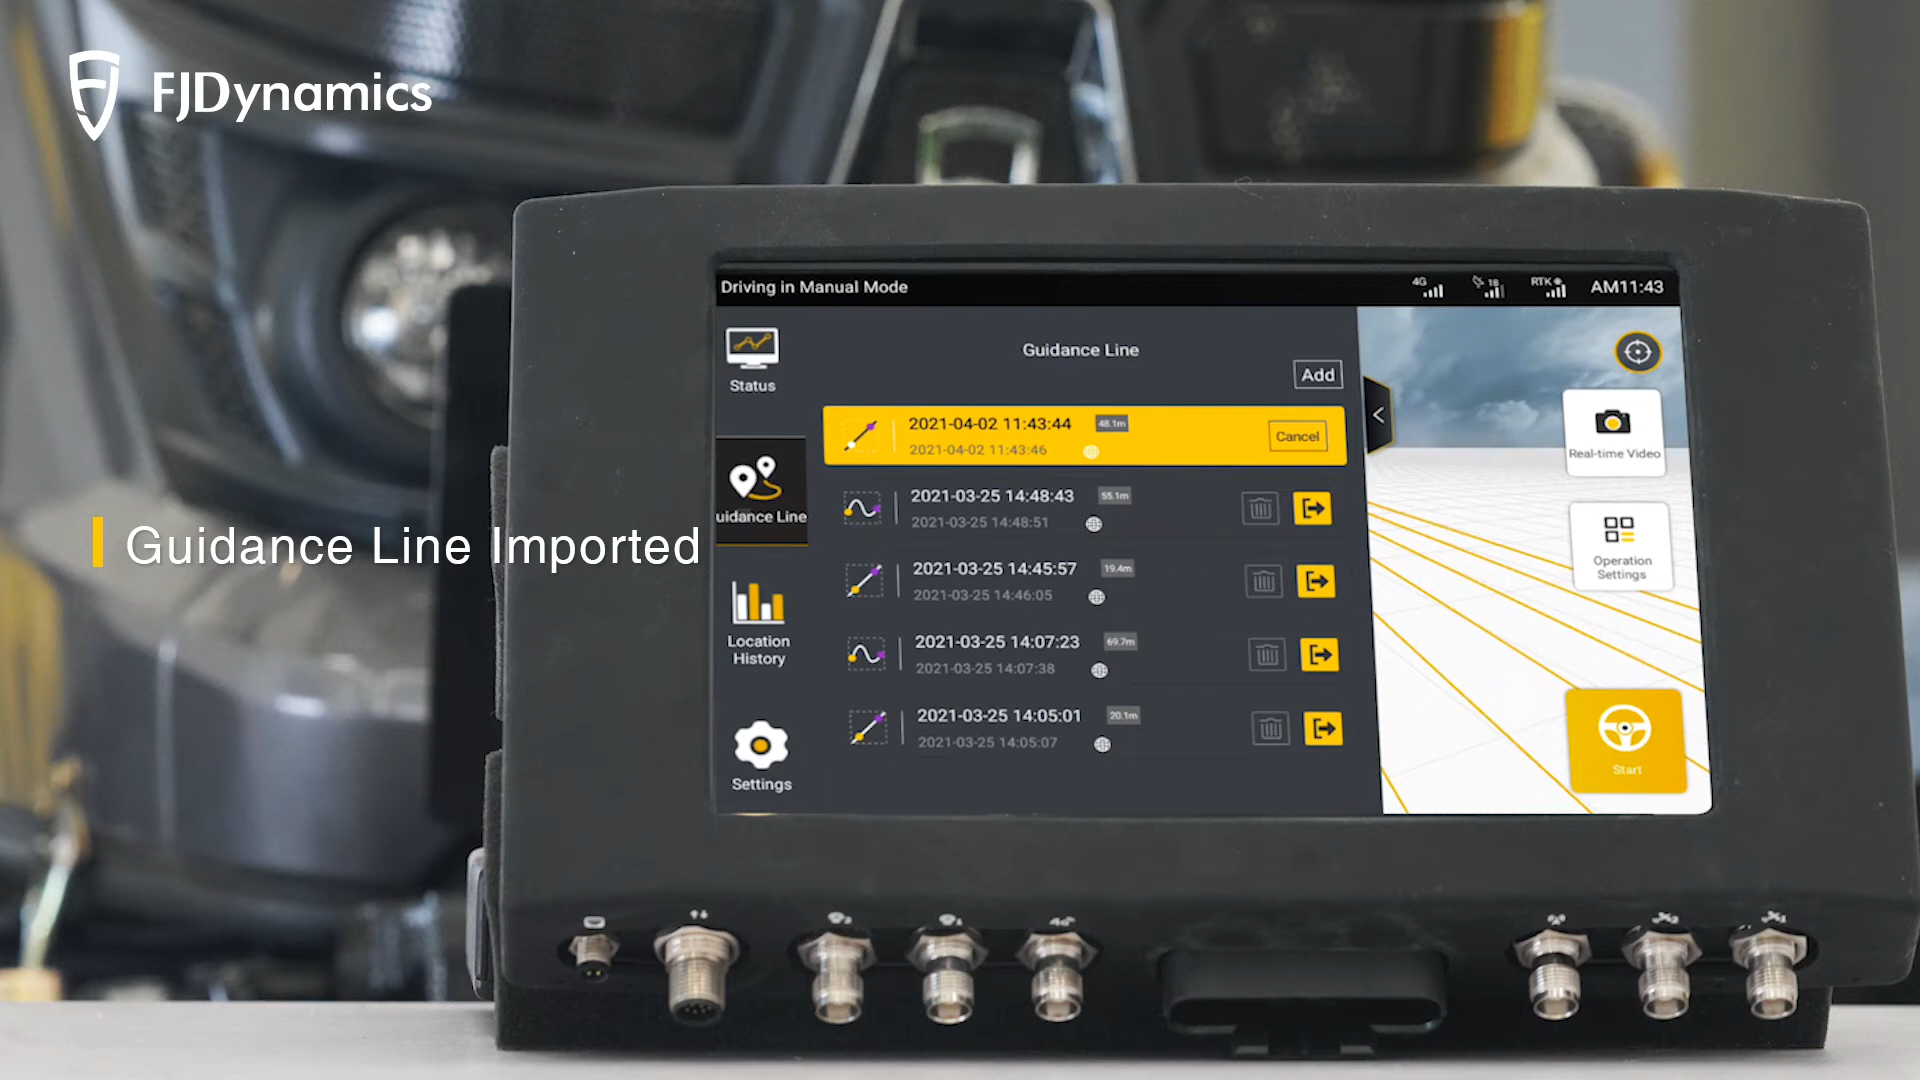 FJDynamics
Guidance Line Imported
Driving in Manual Mode
4G
18
RTK
AM11:43
Status
uidance Line
Location
History
Settings
Guidance Line
Add
2021-04-02 11:43:44
48.1m
2021-04-02 11:43:46
Cancel
2021-03-25 14:48:43
55.1m
2021-03-25 14:48:51
2021-03-25 14:45:57
19.4m
2021-03-25 14:46:05
2021-03-25 14:07:23
69.7m
2021-03-25 14:07:38
2021-03-25 14:05:01
20.1m
2021-03-25 14:05:07
Real-time Video
Operation
Settings
Start